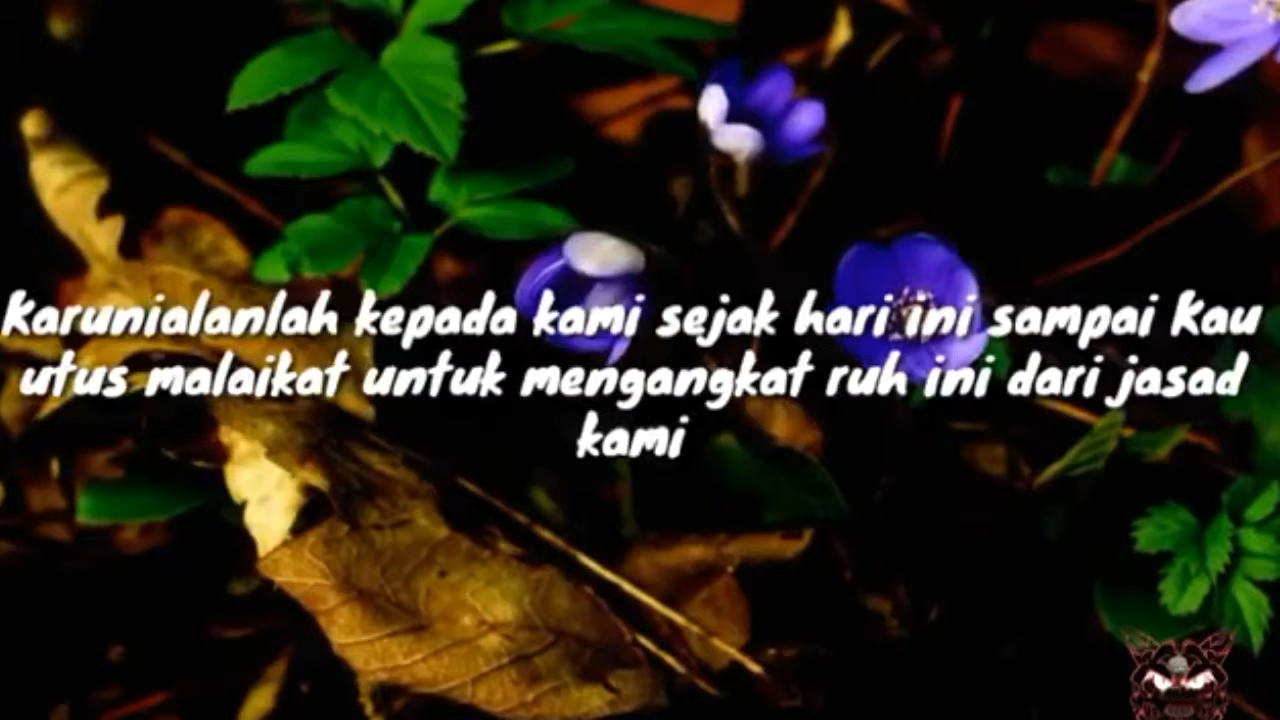 Karunialanlah kepada kami sejak hari ini sampai Kau
utus malaikat untuk mengangkat ruh ini dari jasad
kami